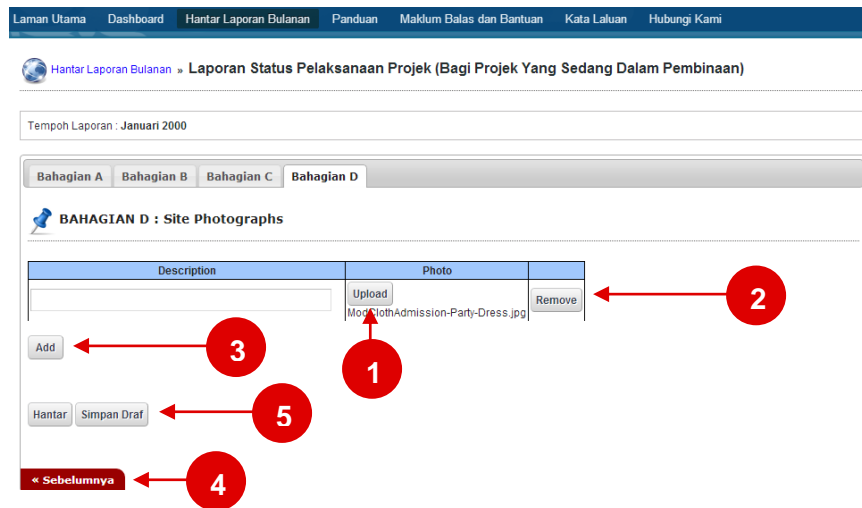 Laman Utama Dashboard Hantar Laporan Bulanan Panduan Maklum Balas dan Bantuan Kata Laluan Hubungi Kami
Hantar Laporan Bulanan » Laporan Status Pelaksanaan Projek (Bagi Projek Yang Sedang Dalam Pembinaan)
Tempoh Laporan : Januari 2000
Bahagian A Bahagian B Bahagian C Bahagian D
BAHAGIAN D : Site Photographs
Description Photo
Upload Remove 2
ModClothAdmission-Party-Dress.jpg
Add 3 1
Hantar Simpan Draf 5
« Sebelumnya 4